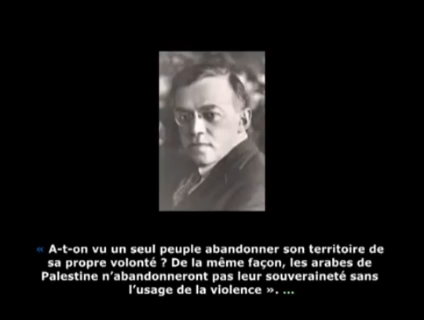 « A-t-on vu un seul peuple abandonner son territoire de
sa propre volonté ? De la même façon, les arabes de
Palestine n’abandonneront pas leur souveraineté sans
l’usage de la violence ». ...